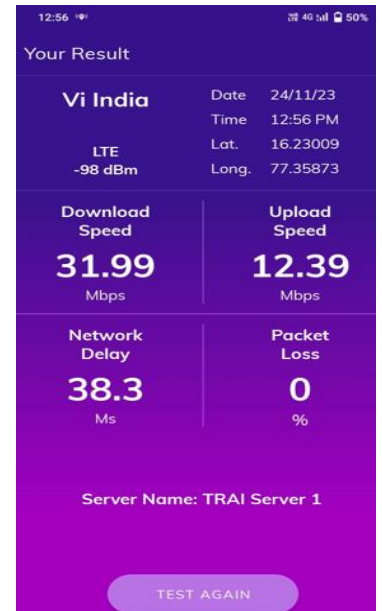 12:56
4G 50%
Your Result
Vi India
LTE
-98 dBm
Date 24/11/23
Time 12:56 PM
Lat. 16.23009
Long. 77.35873
Download
Speed
31.99
Mbps
Upload
Speed
12.39
Mbps
Network
Delay
38.3
Ms
Packet
Loss
0
%
Server Name: TRAI Server 1
TEST AGAIN